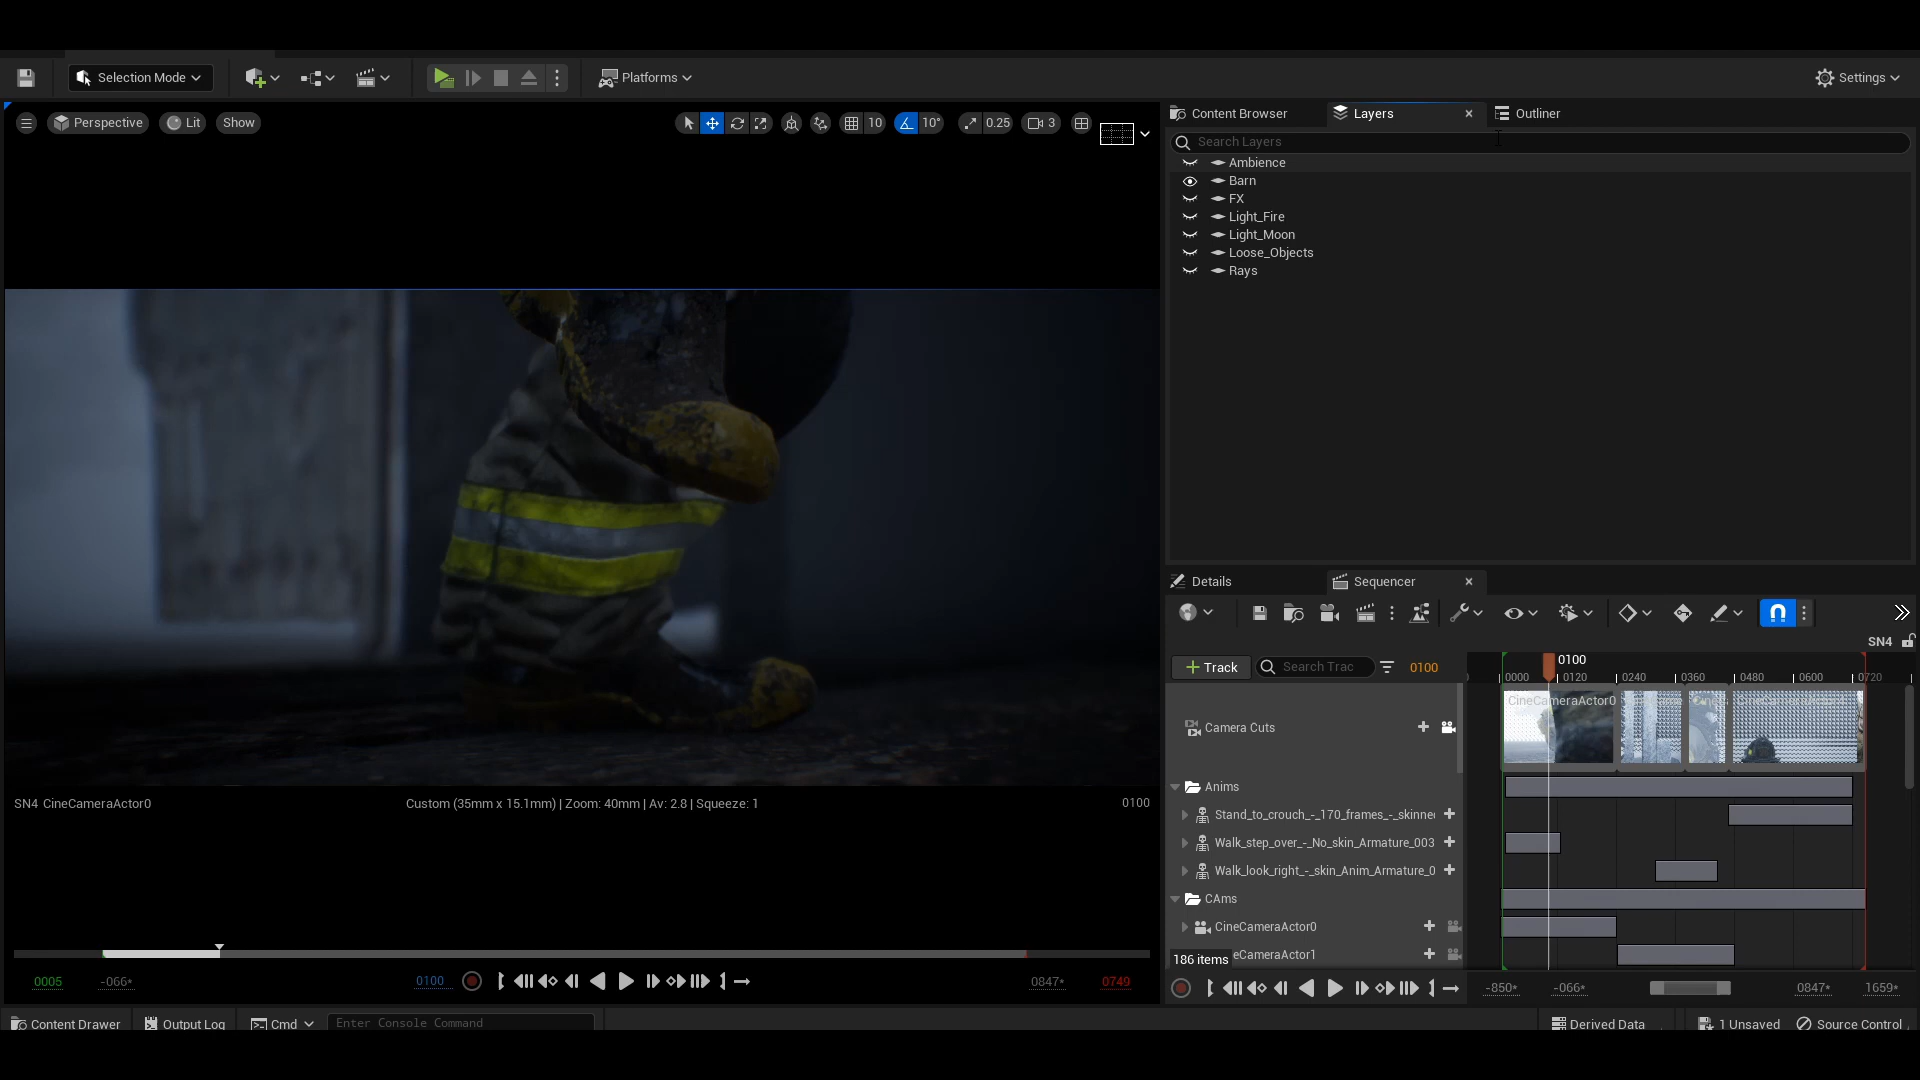 Selection Mode
Platforms
Settings
Perspective
Lit
Show
10
10°
0.25
3
Content Browser
Layers
Outliner
Search Layers
Ambience
Barn
FX
Light_Fire
Light_Moon
Loose_Objects
Rays
SN4 CineCameraActor0
Custom (35mm x 15.1mm) | Zoom: 40mm | Av: 2.8 | Squeeze: 1
0100
0005
-066*
0100
0847*
0749
Details
Sequencer
SN4
Track
Search Trac
0100
0100
0000
0120
0240
0360
0480
0600
0720
CineCameraActor0
Camera Cuts
Anims
Stand_to_crouch_-_170_frames_-_skinne
Walk_step_over_-_No_skin_Armature_003
Walk_look_right_-_skin_Anim_Armature_0
CAms
CineCameraActor0
eCameraActor1
186 items
-850*
-066*
0847*
1659*
Content Drawer
Output Log
Cmd
Enter Console Command
Derived Data
1 Unsaved
Source Control